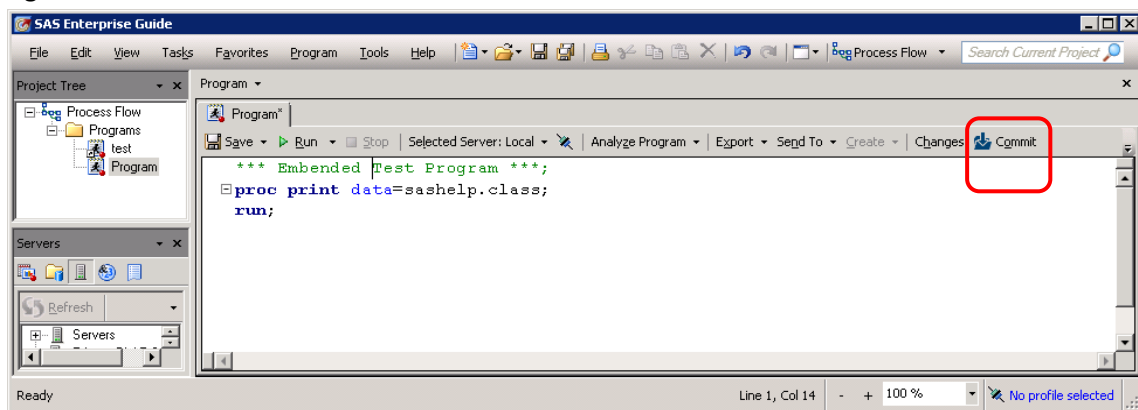 SAS Enterprise Guide
File Edit View Tasks Favorites Program Tools Help Process Flow Search Current Project
Project Tree
Program
Process Flow
Programs
test
Program
Program*
Save Run Stop Selected Server: Local Analyze Program Export Send To Create Changes Commit
*** Embended Test Program ***;
proc print data=sashelp.class;
run;
Servers
Refresh
Servers
Ready
Line 1, Col 14 - + 100 % No profile selected